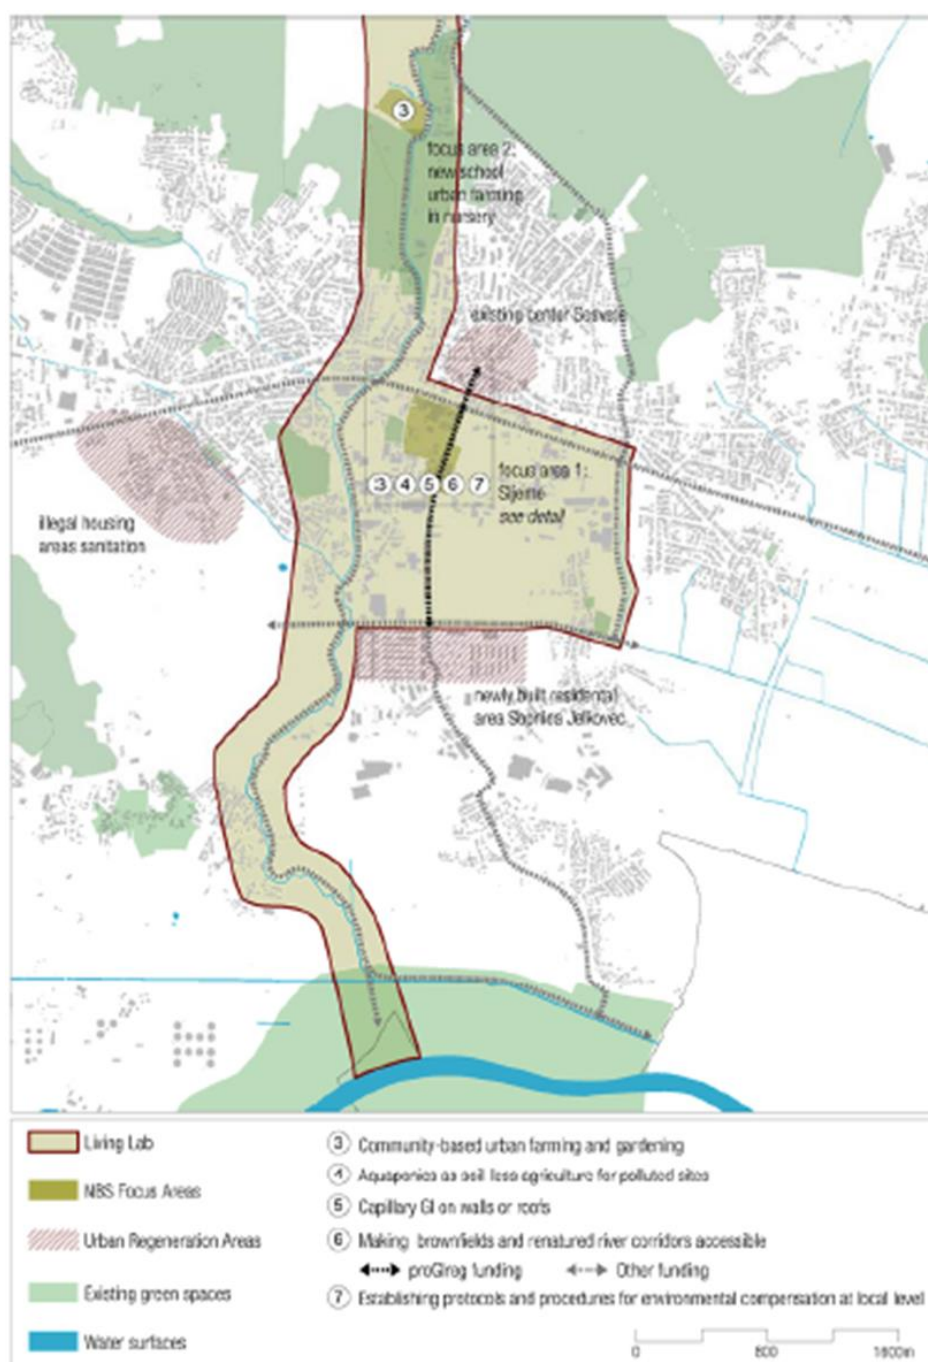 3
focus area 2:
new school
urban farming
in nursery
existing center Sesvete
3 4 5 6 7
focus area 1:
Sljeme
see detail
illegal housing
areas sanitation
newly built residental
area Sopnica Jelkovec
Living Lab
NBS Focus Areas
Urban Regeneration Areas
Existing green spaces
Water surfaces
3 Community-based urban farming and gardening
4 Aquaponics as soil less agriculture for polluted sites
5 Capillary GI on walls or roofs
6 Making brownfields and renatured river corridors accessible
proGIreg funding Other funding
7 Establishing protocols and procedures for environmental compensation at local level
0 800 1600m